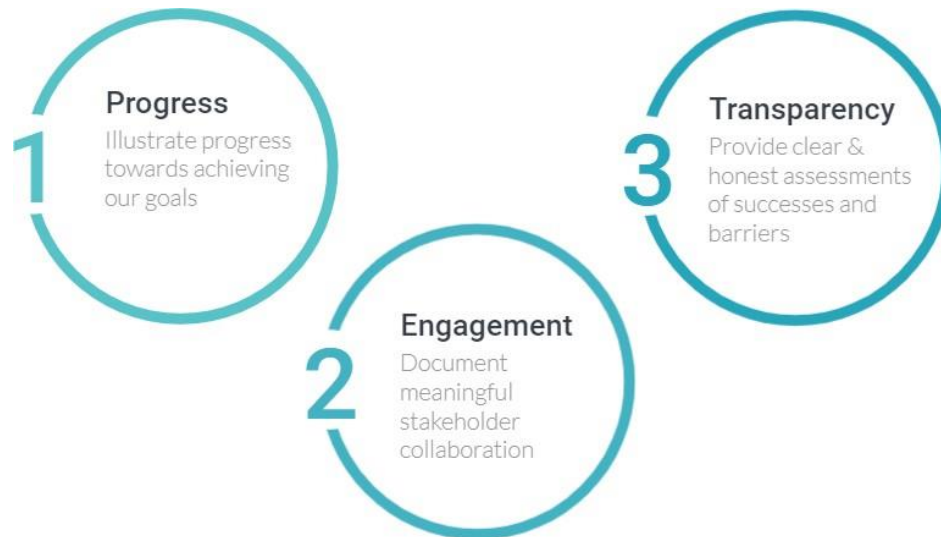 1
Progress
Illustrate progress
towards achieving
our goals
2
Engagement
Document
meaningful
stakeholder
collaboration
3
Transparency
Provide clear &
honest assessments
of successes and
barriers